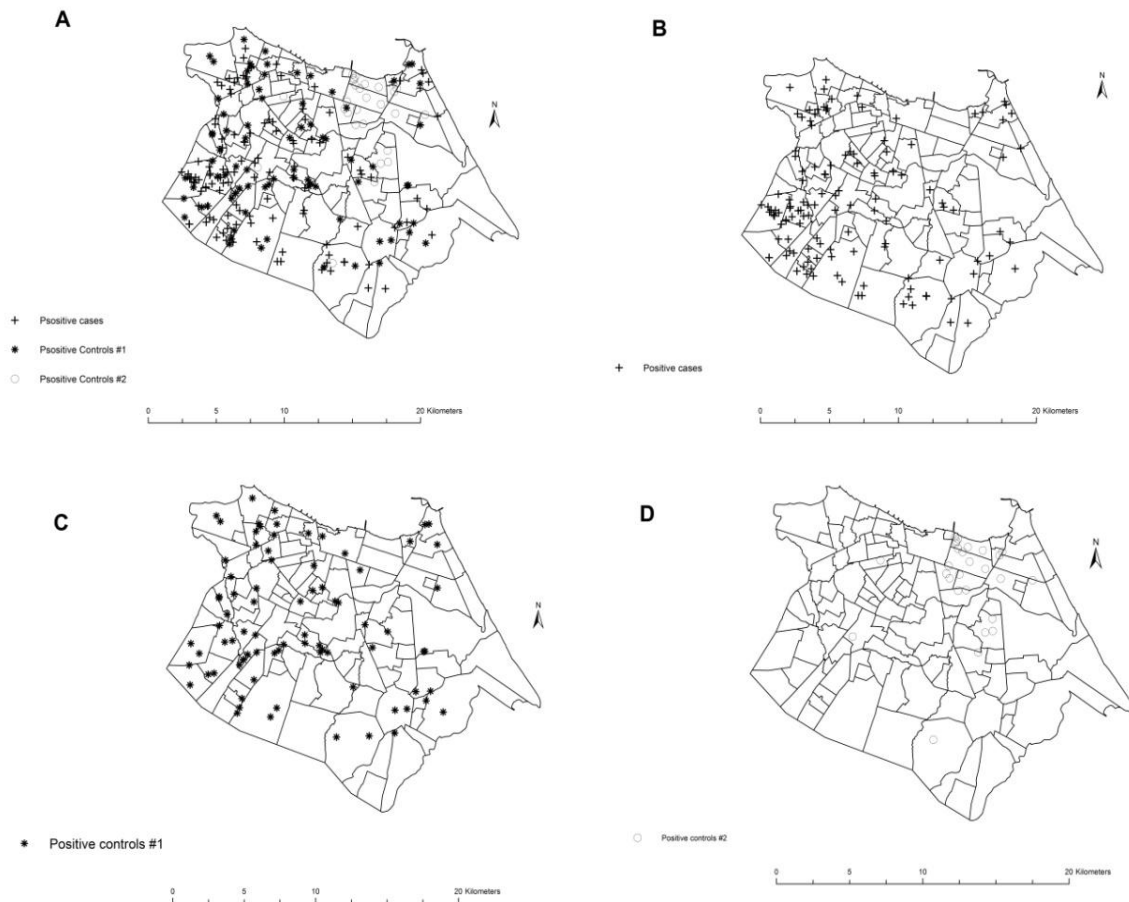 A
N
+ Psositive cases
* Psositive Controls #1
○ Psositive Controls #2
0 5 10 20 Kilometers
B
N
+ Positive cases
0 5 10 20 Kilometers
C
N
* Positive controls #1
0 5 10 20 Kilometers
D
N
○ Positive controls #2
0 5 10 20 Kilometers